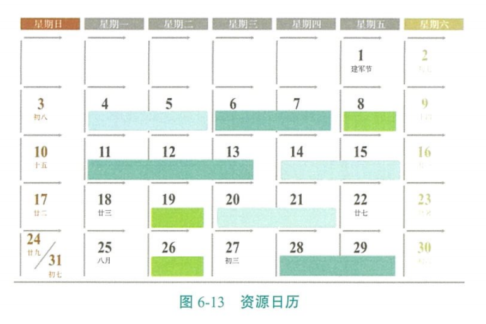 星期日 星期一 星期二 星期三 星期四 星期五 星期六
1 2
建军节
3 4 5 6 7 8 9
初八
10 11 12 13 14 15 16
十五
17 18 19 20 21 22 23
廿二 廿三 廿七
24 25 26 27 28 29 30
廿九 八月 初三
31
初七
图 6-13 资源日历